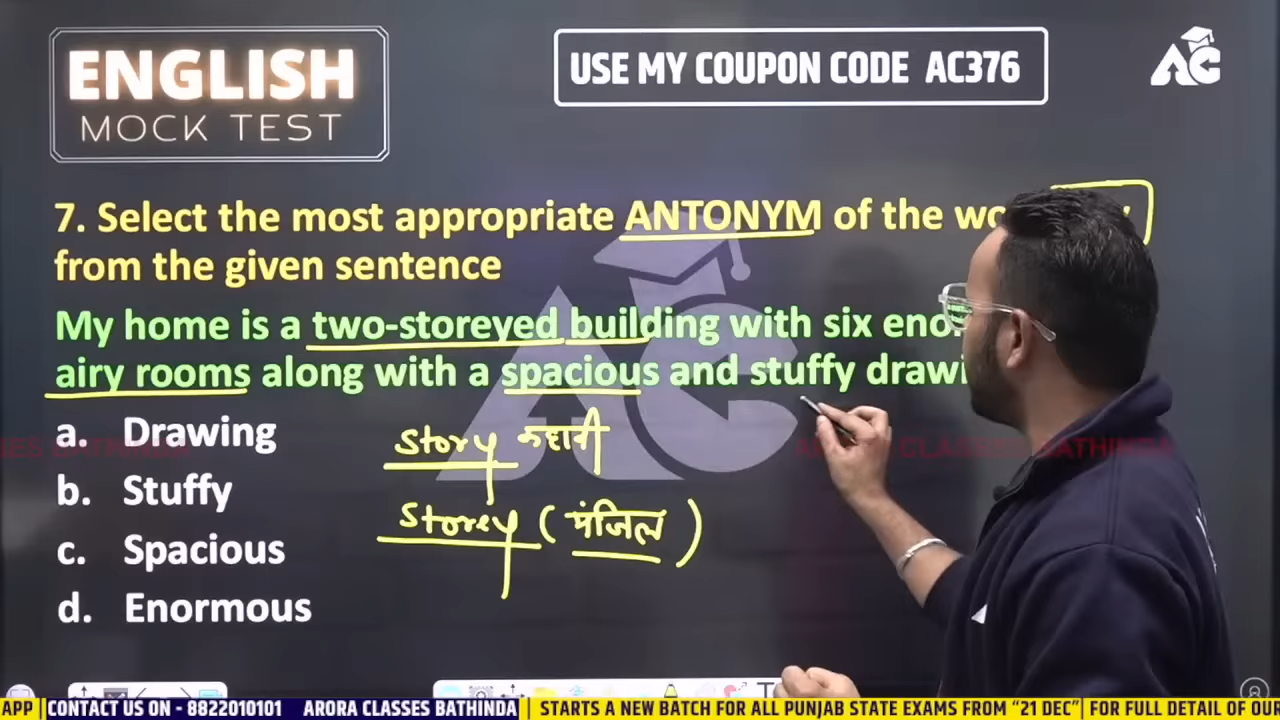 ENGLISH
MOCK TEST
USE MY COUPON CODE AC376
AC
7. Select the most appropriate ANTONYM of the
from the given sentence
My home is a two-storeyed building with six
airy rooms along with a spacious and stuffy
a. Drawing
b. Stuffy
c. Spacious
d. Enormous
Story कहानी
Storey (मंजिल)
ARORA CLASSES BATHINDA
APP | CONTACT US ON - 8822010101 ARORA CLASSES BATHINDA | STARTS A NEW BATCH FOR ALL PUNJAB STATE EXAMS FROM “21 DEC” | FOR FULL DETAIL OF OUR